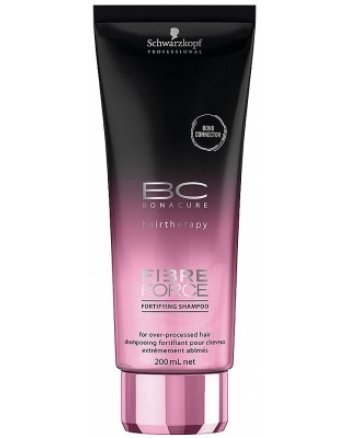 Schwarzkopf
PROFESSIONAL
BOND
CONNECTOR
BC
BONACURE
hairtherapy
FIBRE
FORCE
FORTIFYING SHAMPOO
for over-processed hair
shampooing fortifiant pour cheveux
extrêmement abîmés
200 mL net